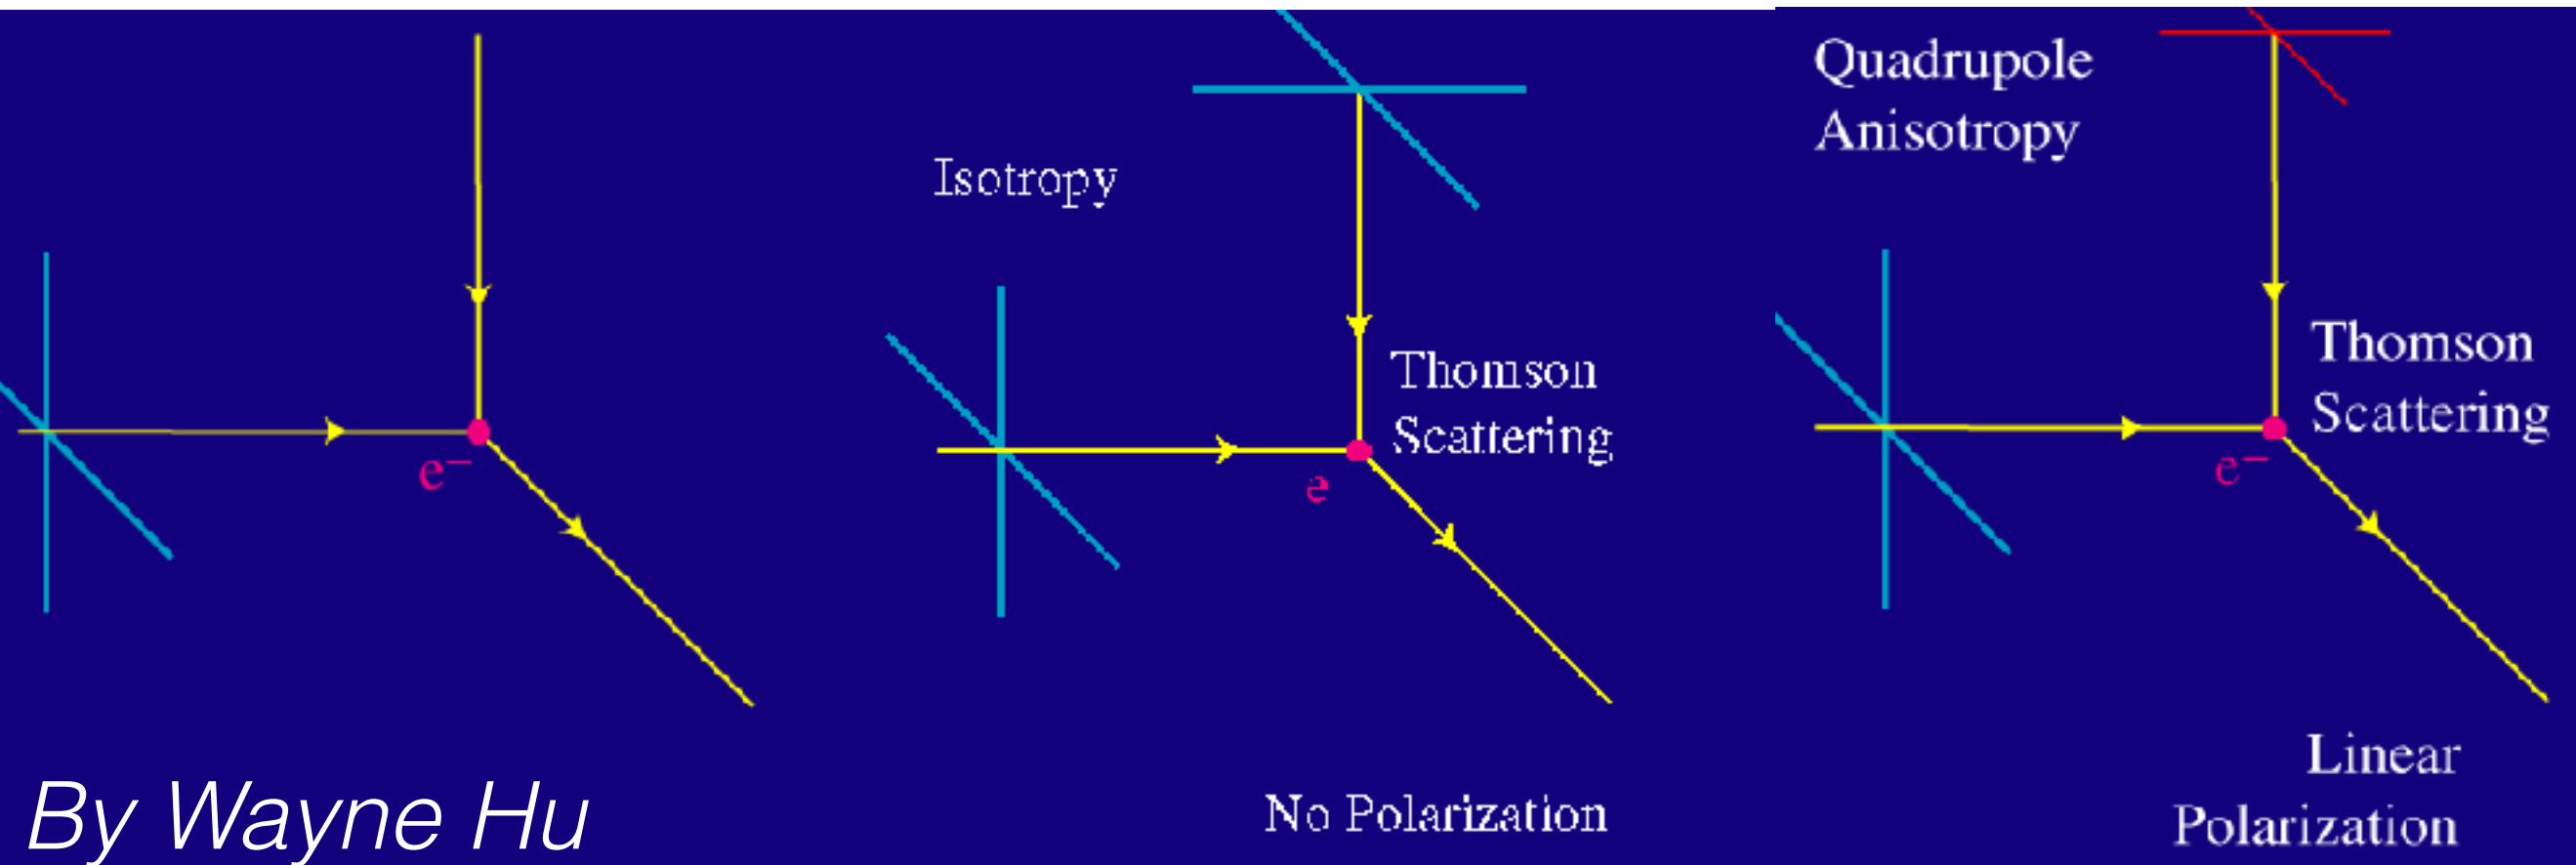 e⁻
By Wayne Hu
Isotropy
Thomson
Scattering
e
No Polarization
Quadrupole
Anisotropy
Thomson
Scattering
e⁻
Linear
Polarization